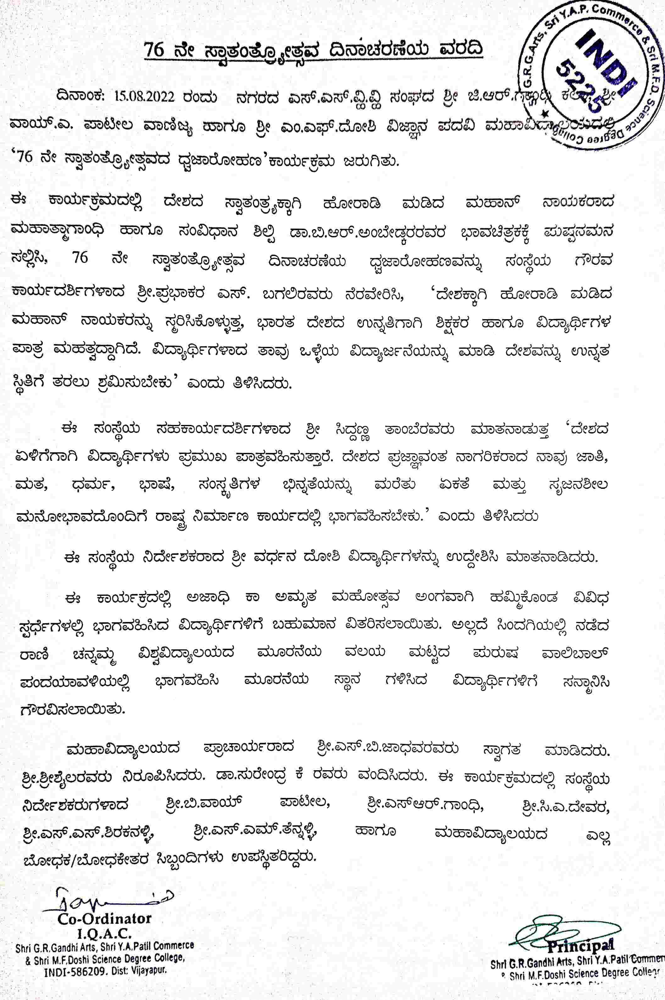 76 ನೇ ಸ್ವಾತಂತ್ರ್ಯೋತ್ಸವ ದಿನಾಚರಣೆಯ ವರದಿ
G.R.G.Arts, Sri Y.A.P. Commerce & Sri M.F.D. Science Degree College
INDI
5225
ದಿನಾಂಕ: 15.08.2022 ರಂದು ನಗರದ ಎಸ್.ಎಸ್.ವ್ಹಿ.ವ್ಹಿ ಸಂಘದ ಶ್ರೀ ಜಿ.ಆರ್.ಗಾಂಧಿ ಶ್ರೀ
ವಾಯ್.ಎ. ಪಾಟೀಲ ವಾಣಿಜ್ಯ ಹಾಗೂ ಶ್ರೀ ಎಂ.ಎಫ್.ದೋಶಿ ವಿಜ್ಞಾನ ಪದವಿ ಮಹಾವಿದ್ಯಾಲಯದಲ್ಲಿ
‘76 ನೇ ಸ್ವಾತಂತ್ರ್ಯೋತ್ಸವದ ಧ್ವಜಾರೋಹಣ’ಕಾರ್ಯಕ್ರಮ ಜರುಗಿತು.
ಈ ಕಾರ್ಯಕ್ರಮದಲ್ಲಿ ದೇಶದ ಸ್ವಾತಂತ್ರ್ಯಕ್ಕಾಗಿ ಹೋರಾಡಿ ಮಡಿದ ಮಹಾನ್ ನಾಯಕರಾದ
ಮಹಾತ್ಮಾಗಾಂಧಿ ಹಾಗೂ ಸಂವಿಧಾನ ಶಿಲ್ಪಿ ಡಾ.ಬಿ.ಆರ್.ಅಂಬೇಡ್ಕರರವರ ಭಾವಚಿತ್ರಕಕ್ಕೆ ಪುಷ್ಪನಮನ
ಸಲ್ಲಿಸಿ, 76 ನೇ ಸ್ವಾತಂತ್ರ್ಯೋತ್ಸವ ದಿನಾಚರಣೆಯ ಧ್ವಜಾರೋಹಣವನ್ನು ಸಂಸ್ಥೆಯ ಗೌರವ
ಕಾರ್ಯದರ್ಶಿಗಳಾದ ಶ್ರೀ.ಪ್ರಭಾಕರ ಎಸ್. ಬಗಲಿರವರು ನೆರವೇರಿಸಿ, ‘ದೇಶಕ್ಕಾಗಿ ಹೋರಾಡಿ ಮಡಿದ
ಮಹಾನ್ ನಾಯಕರನ್ನು ಸ್ಮರಿಸಿಕೊಳ್ಳುತ್ತ, ಭಾರತ ದೇಶದ ಉನ್ನತಿಗಾಗಿ ಶಿಕ್ಷಕರ ಹಾಗೂ ವಿದ್ಯಾರ್ಥಿಗಳ
ಪಾತ್ರ ಮಹತ್ವದ್ದಾಗಿದೆ. ವಿದ್ಯಾರ್ಥಿಗಳಾದ ತಾವು ಒಳ್ಳೆಯ ವಿದ್ಯಾರ್ಜನೆಯನ್ನು ಮಾಡಿ ದೇಶವನ್ನು ಉನ್ನತ
ಸ್ಥಿತಿಗೆ ತರಲು ಶ್ರಮಿಸುಬೇಕು’ ಎಂದು ತಿಳಿಸಿದರು.
ಈ ಸಂಸ್ಥೆಯ ಸಹಕಾರ್ಯದರ್ಶಿಗಳಾದ ಶ್ರೀ ಸಿದ್ದಣ್ಣ ತಾಂಬೆರವರು ಮಾತನಾಡುತ್ತ ‘ದೇಶದ
ಏಳಿಗೆಗಾಗಿ ವಿದ್ಯಾರ್ಥಿಗಳು ಪ್ರಮುಖ ಪಾತ್ರವಹಿಸುತ್ತಾರೆ. ದೇಶದ ಪ್ರಜ್ಞಾವಂತ ನಾಗರಿಕರಾದ ನಾವು ಜಾತಿ,
ಮತ, ಧರ್ಮ, ಭಾಷೆ, ಸಂಸ್ಕೃತಿಗಳ ಭಿನ್ನತೆಯನ್ನು ಮರೆತು ಏಕತೆ ಮತ್ತು ಸೃಜನಶೀಲ
ಮನೋಭಾವದೊಂದಿಗೆ ರಾಷ್ಟ್ರ ನಿರ್ಮಾಣ ಕಾರ್ಯದಲ್ಲಿ ಭಾಗವಹಿಸಬೇಕು.’ ಎಂದು ತಿಳಿಸಿದರು
ಈ ಸಂಸ್ಥೆಯ ನಿರ್ದೇಶಕರಾದ ಶ್ರೀ ವರ್ಧನ ದೋಶಿ ವಿದ್ಯಾರ್ಥಿಗಳನ್ನು ಉದ್ದೇಶಿಸಿ ಮಾತನಾಡಿದರು.
ಈ ಕಾರ್ಯಕ್ರದಲ್ಲಿ ಅಜಾಧಿ ಕಾ ಅಮೃತ ಮಹೋತ್ಸವ ಅಂಗವಾಗಿ ಹಮ್ಮಿಕೊಂಡ ವಿವಿಧ
ಸ್ಪರ್ಧೆಗಳಲ್ಲಿ ಭಾಗವಹಿಸಿದ ವಿದ್ಯಾರ್ಥಿಗಳಿಗೆ ಬಹುಮಾನ ವಿತರಿಸಲಾಯಿತು. ಅಲ್ಲದೆ ಸಿಂದಗಿಯಲ್ಲಿ ನಡೆದ
ರಾಣಿ ಚನ್ನಮ್ಮ ವಿಶ್ವವಿದ್ಯಾಲಯದ ಮೂರನೆಯ ವಲಯ ಮಟ್ಟದ ಪುರುಷ ವಾಲಿಬಾಲ್
ಪಂದಯಾವಳಿಯಲ್ಲಿ ಭಾಗವಹಿಸಿ ಮೂರನೆಯ ಸ್ಥಾನ ಗಳಿಸಿದ ವಿದ್ಯಾರ್ಥಿಗಳಿಗೆ ಸನ್ಮಾನಿಸಿ
ಗೌರವಿಸಲಾಯಿತು.
ಮಹಾವಿದ್ಯಾಲಯದ ಪ್ರಾಚಾರ್ಯರಾದ ಶ್ರೀ.ಎಸ್.ಬಿ.ಜಾಧವರವರು ಸ್ವಾಗತ ಮಾಡಿದರು.
ಶ್ರೀ.ಶ್ರೀಶೈಲರವರು ನಿರೂಪಿಸಿದರು. ಡಾ.ಸುರೇಂದ್ರ ಕೆ ರವರು ವಂದಿಸಿದರು. ಈ ಕಾರ್ಯಕ್ರಮದಲ್ಲಿ ಸಂಸ್ಥೆಯ
ನಿರ್ದೇಶಕರುಗಳಾದ ಶ್ರೀ.ಬಿ.ವಾಯ್ ಪಾಟೀಲ, ಶ್ರೀ.ಎಸ್ಆರ್.ಗಾಂಧಿ, ಶ್ರೀ.ಸಿ.ಎ.ದೇವರ,
ಶ್ರೀ.ಎಸ್.ಎಸ್.ಶಿರಕನಳ್ಳಿ, ಶ್ರೀ.ಎಸ್.ಎಮ್.ತೆನ್ನಳ್ಳಿ, ಹಾಗೂ ಮಹಾವಿದ್ಯಾಲಯದ ಎಲ್ಲ
ಬೋಧಕ/ಬೋಧಕೇತರ ಸಿಬ್ಬಂದಿಗಳು ಉಪಸ್ಥಿತರಿದ್ದರು.
Co-Ordinator
I.Q.A.C.
Shri G.R.Gandhi Arts, Shri Y.A.Patil Commerce
& Shri M.F.Doshi Science Degree College,
INDI-586209. Dist: Vijayapur.
Principal
Shri G.R.Gandhi Arts, Shri Y.A.Patil Commer
Shri M.F.Doshi Science Degree College